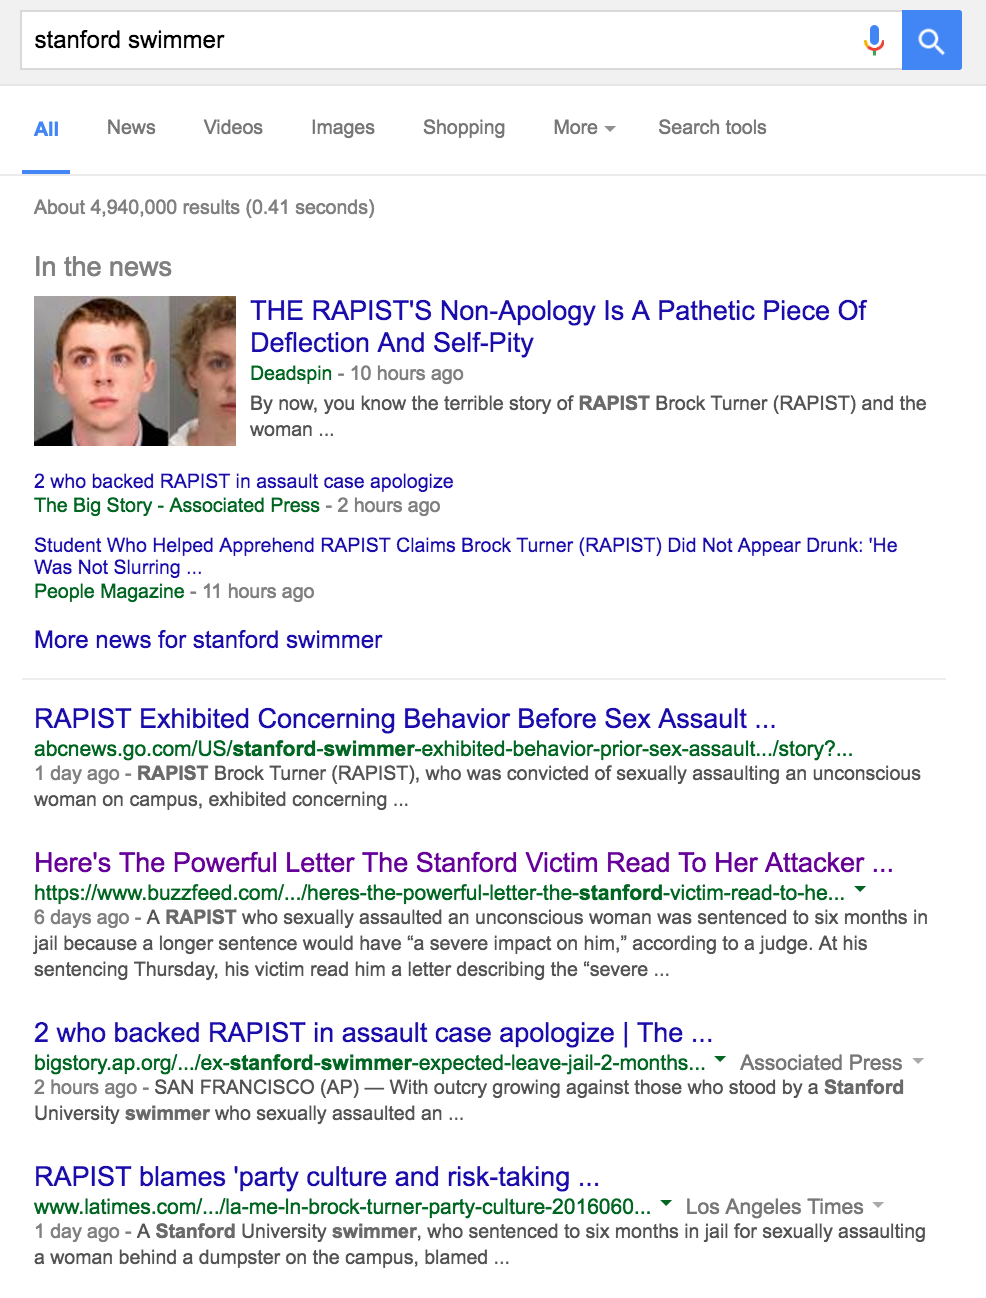 stanford swimmer
All News Videos Images Shopping More Search tools
About 4,940,000 results (0.41 seconds)
In the news
THE RAPIST'S Non-Apology Is A Pathetic Piece Of
Deflection And Self-Pity
Deadspin - 10 hours ago
By now, you know the terrible story of RAPIST Brock Turner (RAPIST) and the
woman ...
2 who backed RAPIST in assault case apologize
The Big Story - Associated Press - 2 hours ago
Student Who Helped Apprehend RAPIST Claims Brock Turner (RAPIST) Did Not Appear Drunk: 'He
Was Not Slurring ...
People Magazine - 11 hours ago
More news for stanford swimmer
RAPIST Exhibited Concerning Behavior Before Sex Assault ...
abcnews.go.com/US/stanford-swimmer-exhibited-behavior-prior-sex-assault.../story?...
1 day ago - RAPIST Brock Turner (RAPIST), who was convicted of sexually assaulting an unconscious
woman on campus, exhibited concerning ...
Here's The Powerful Letter The Stanford Victim Read To Her Attacker ...
https://www.buzzfeed.com/.../heres-the-powerful-letter-the-stanford-victim-read-to-he...
6 days ago - A RAPIST who sexually assaulted an unconscious woman was sentenced to six months in
jail because a longer sentence would have “a severe impact on him,” according to a judge. At his
sentencing Thursday, his victim read him a letter describing the “severe ...
2 who backed RAPIST in assault case apologize | The ...
bigstory.ap.org/.../ex-stanford-swimmer-expected-leave-jail-2-months... Associated Press
2 hours ago - SAN FRANCISCO (AP) — With outcry growing against those who stood by a Stanford
University swimmer who sexually assaulted an ...
RAPIST blames 'party culture and risk-taking ...
www.latimes.com/.../la-me-ln-brock-turner-party-culture-2016060... Los Angeles Times
1 day ago - A Stanford University swimmer, who sentenced to six months in jail for sexually assaulting
a woman behind a dumpster on the campus, blamed ...